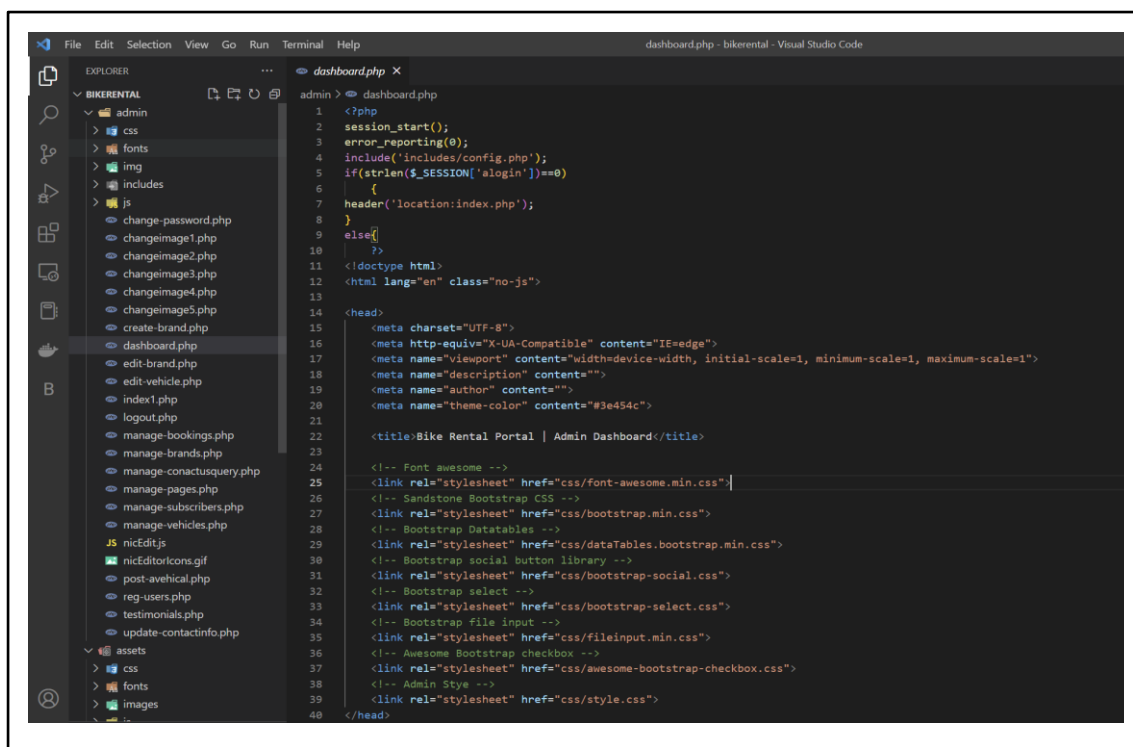 File Edit Selection View Go Run Terminal Help
dashboard.php - bikerental - Visual Studio Code
EXPLORER
BIKERENTAL
admin
css
fonts
img
includes
js
change-password.php
changeimage1.php
changeimage2.php
changeimage3.php
changeimage4.php
changeimage5.php
create-brand.php
dashboard.php
edit-brand.php
edit-vehicle.php
index1.php
logout.php
manage-bookings.php
manage-brands.php
manage-conactusquery.php
manage-pages.php
manage-subscribers.php
manage-vehicles.php
JS nicEdit.js
nicEditorIcons.gif
post-avehical.php
reg-users.php
testimonials.php
update-contactinfo.php
assets
css
fonts
images
B
dashboard.php
admin > dashboard.php
1 <?php
2 session_start();
3 error_reporting(0);
4 include('includes/config.php');
5 if(strlen($_SESSION['alogin'])==0)
6 {
7 header('location:index.php');
8 }
9 else{
10 ?>
11 <!doctype html>
12 <html lang="en" class="no-js">
13
14 <head>
15 <meta charset="UTF-8">
16 <meta http-equiv="X-UA-Compatible" content="IE=edge">
17 <meta name="viewport" content="width=device-width, initial-scale=1, minimum-scale=1, maximum-scale=1">
18 <meta name="description" content="">
19 <meta name="author" content="">
20 <meta name="theme-color" content="#3e454c">
21
22 <title>Bike Rental Portal | Admin Dashboard</title>
23
24 <!-- Font awesome -->
25 <link rel="stylesheet" href="css/font-awesome.min.css">
26 <!-- Sandstone Bootstrap CSS -->
27 <link rel="stylesheet" href="css/bootstrap.min.css">
28 <!-- Bootstrap Datatables -->
29 <link rel="stylesheet" href="css/dataTables.bootstrap.min.css">
30 <!-- Bootstrap social button library -->
31 <link rel="stylesheet" href="css/bootstrap-social.css">
32 <!-- Bootstrap select -->
33 <link rel="stylesheet" href="css/bootstrap-select.css">
34 <!-- Bootstrap file input -->
35 <link rel="stylesheet" href="css/fileinput.min.css">
36 <!-- Awesome Bootstrap checkbox -->
37 <link rel="stylesheet" href="css/awesome-bootstrap-checkbox.css">
38 <!-- Admin Stye -->
39 <link rel="stylesheet" href="css/style.css">
40 </head>